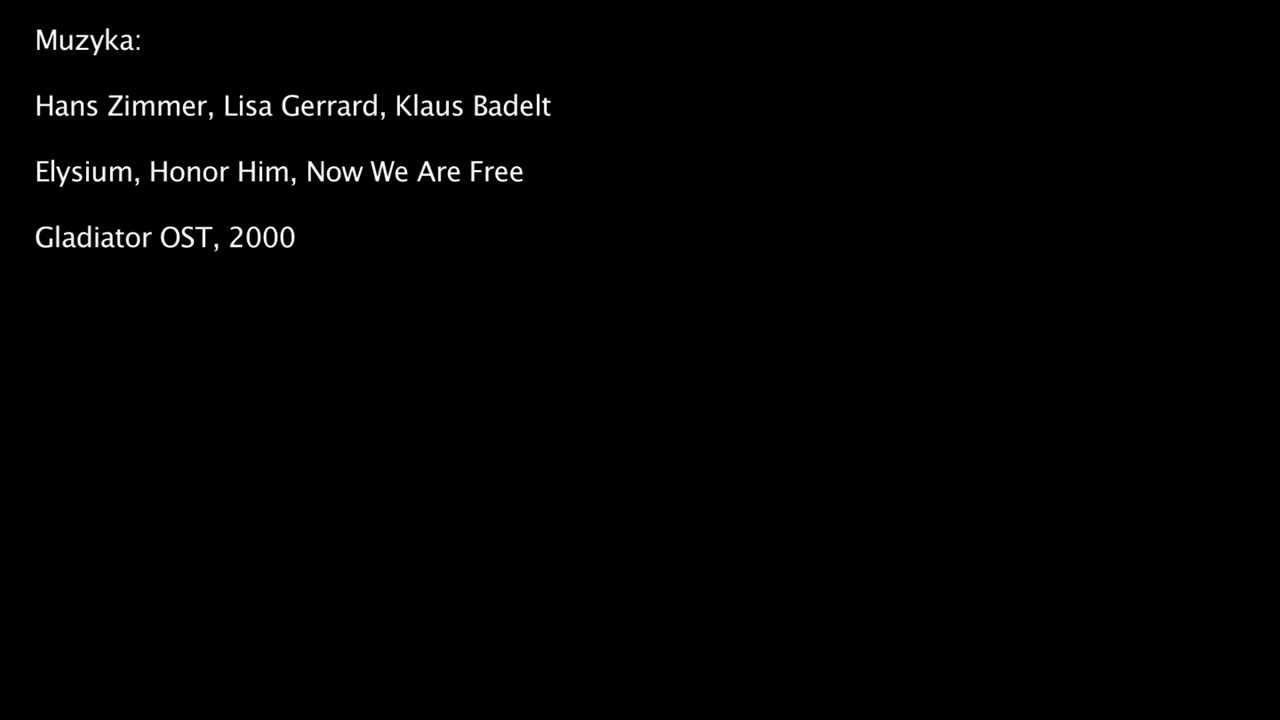 Muzyka:
Hans Zimmer, Lisa Gerrard, Klaus Badelt
Elysium, Honor Him, Now We Are Free
Gladiator OST, 2000